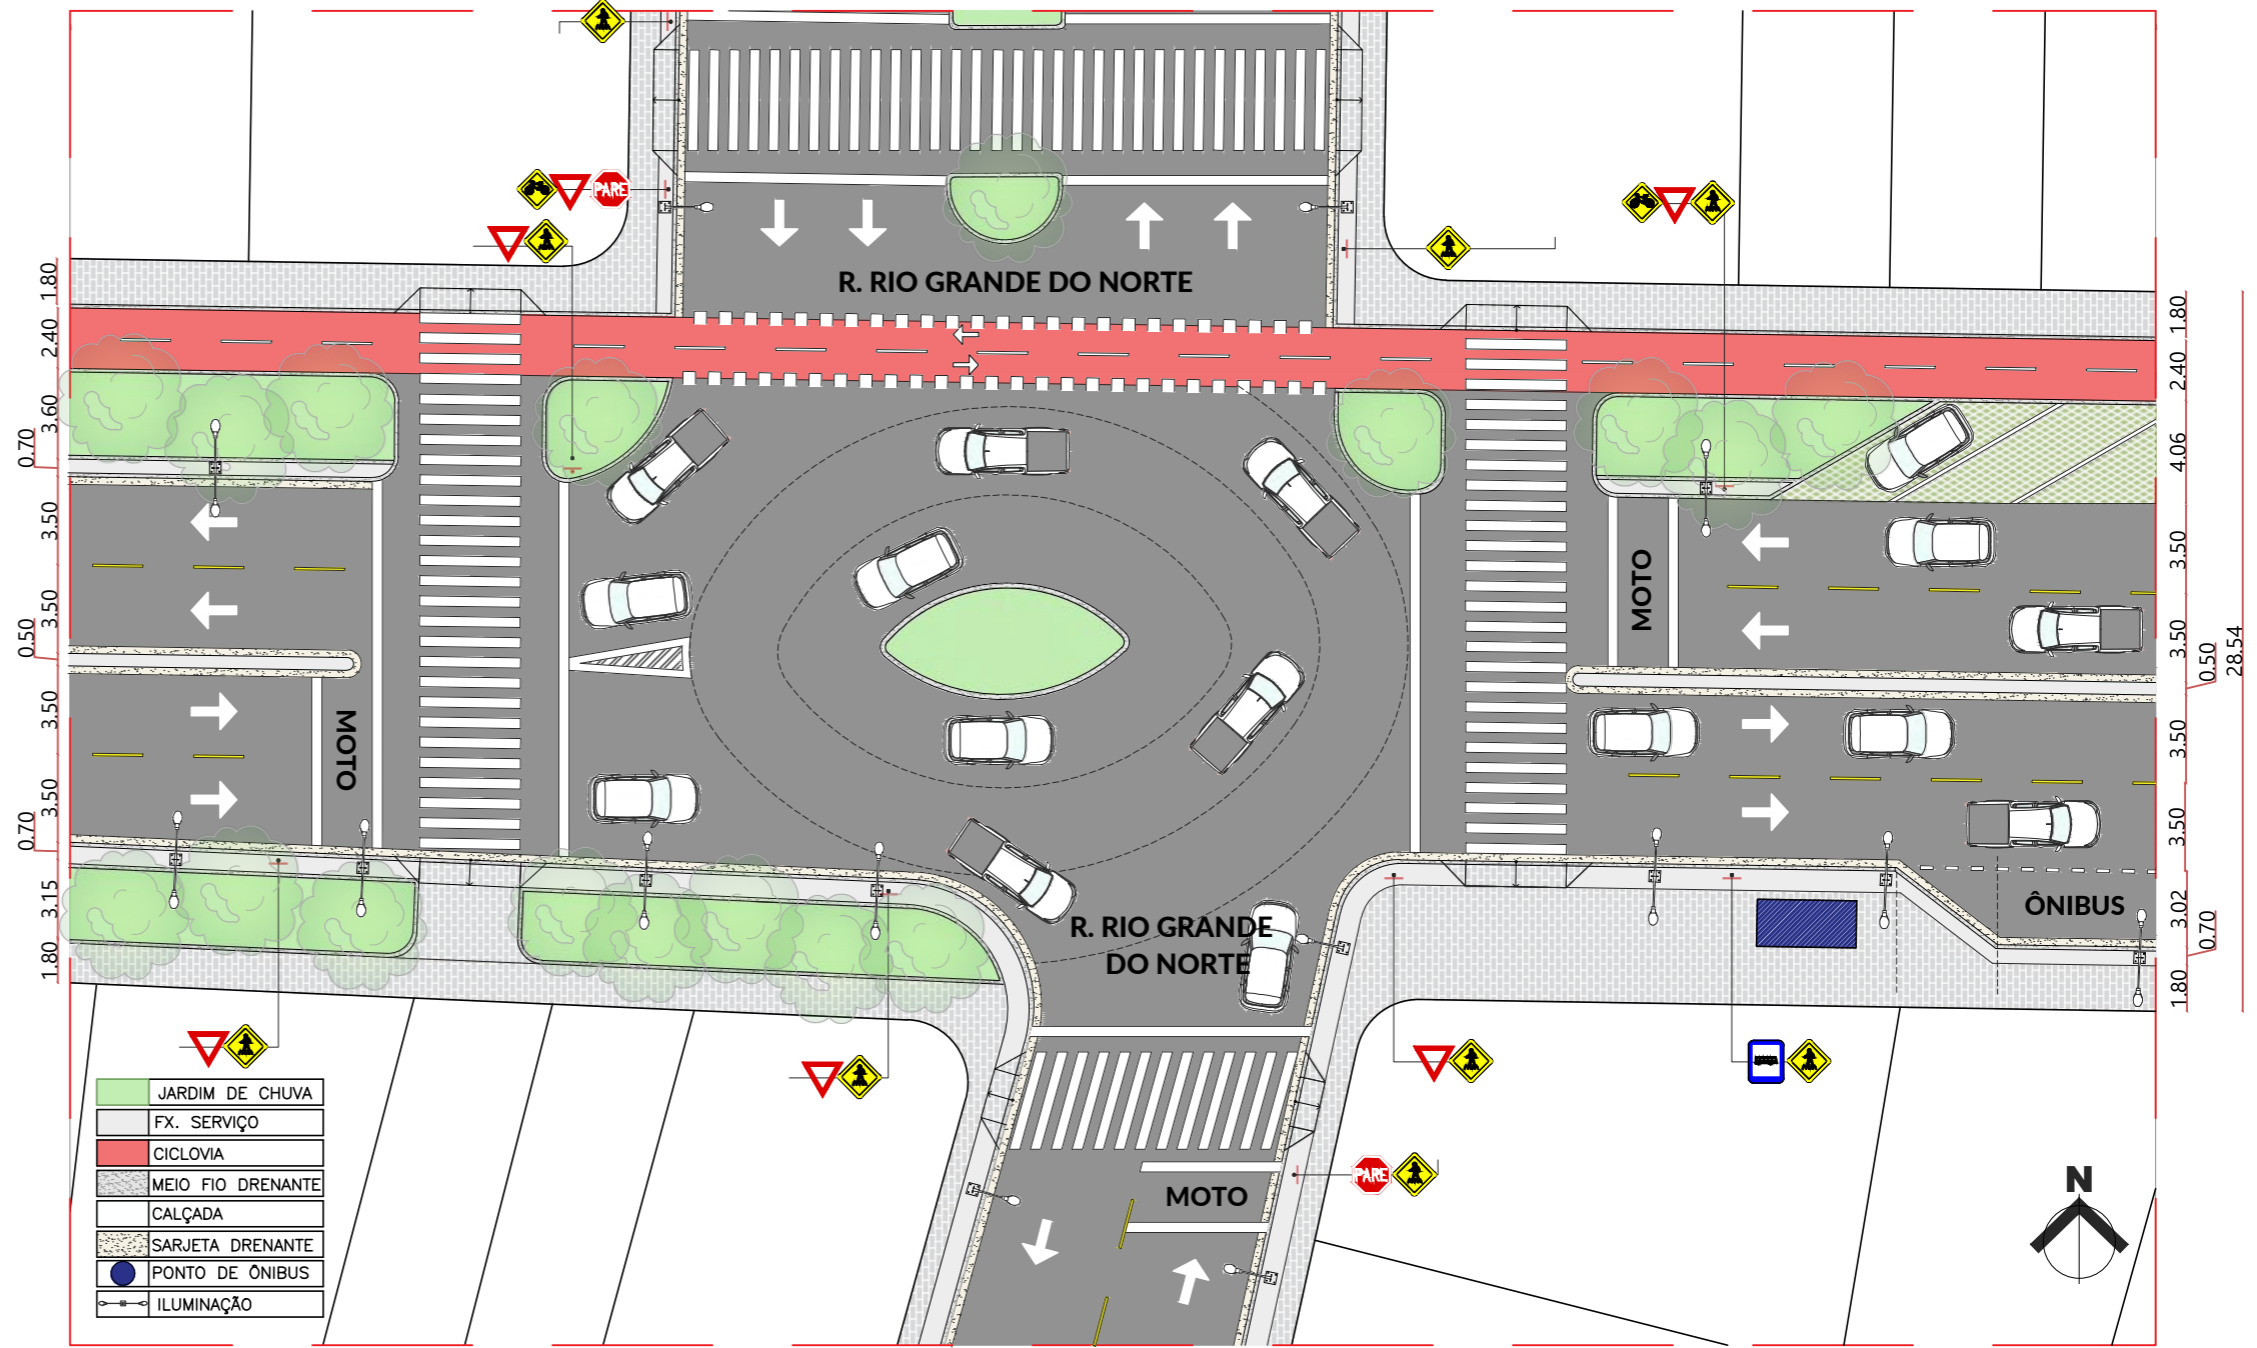 PARE
R. RIO GRANDE DO NORTE
1.80
2.40
3.60
0.70
3.50
3.50
0.50
3.50
3.50
0.70
3.15
1.80
MOTO
MOTO
1.80
2.40
4.06
3.50
3.50
0.50
28.54
3.50
3.50
3.02
0.70
1.80
ÔNIBUS
R. RIO GRANDE
DO NORTE
PARE
MOTO
N
JARDIM DE CHUVA
FX. SERVIÇO
CICLOVIA
MEIO FIO DRENANTE
CALÇADA
SARJETA DRENANTE
PONTO DE ÔNIBUS
ILUMINAÇÃO